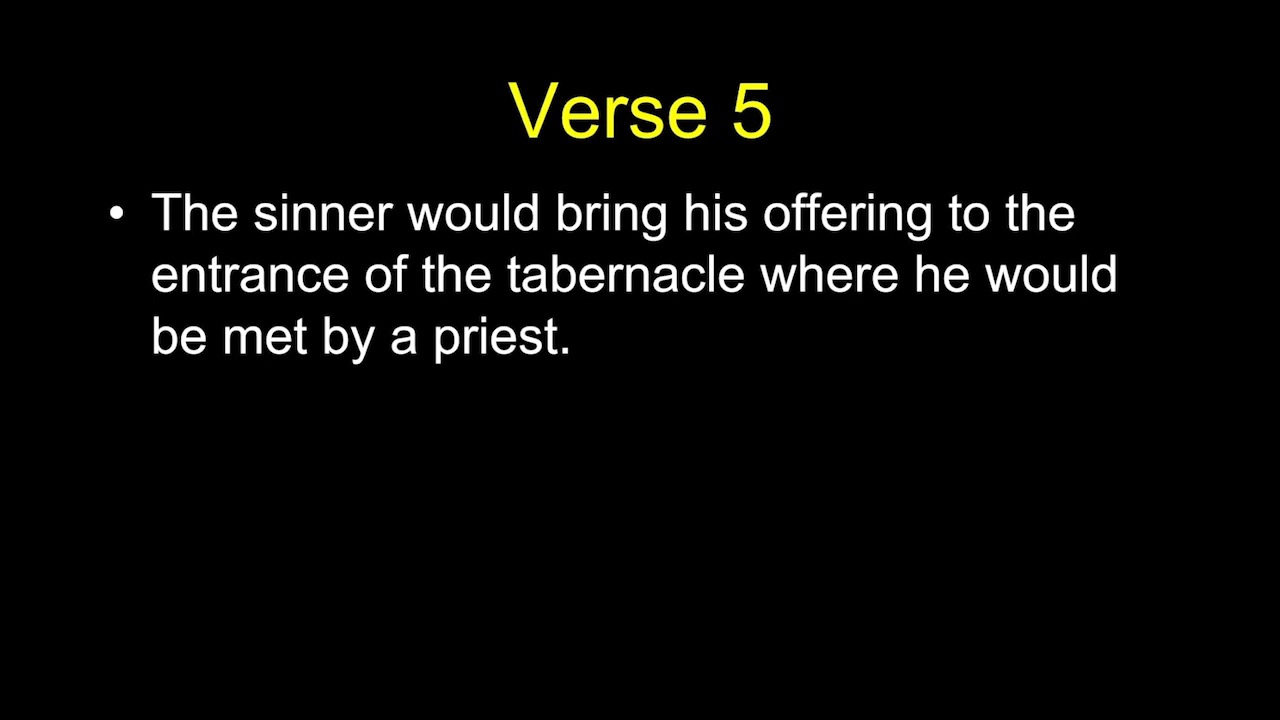 Verse 5
• The sinner would bring his offering to the
entrance of the tabernacle where he would
be met by a priest.